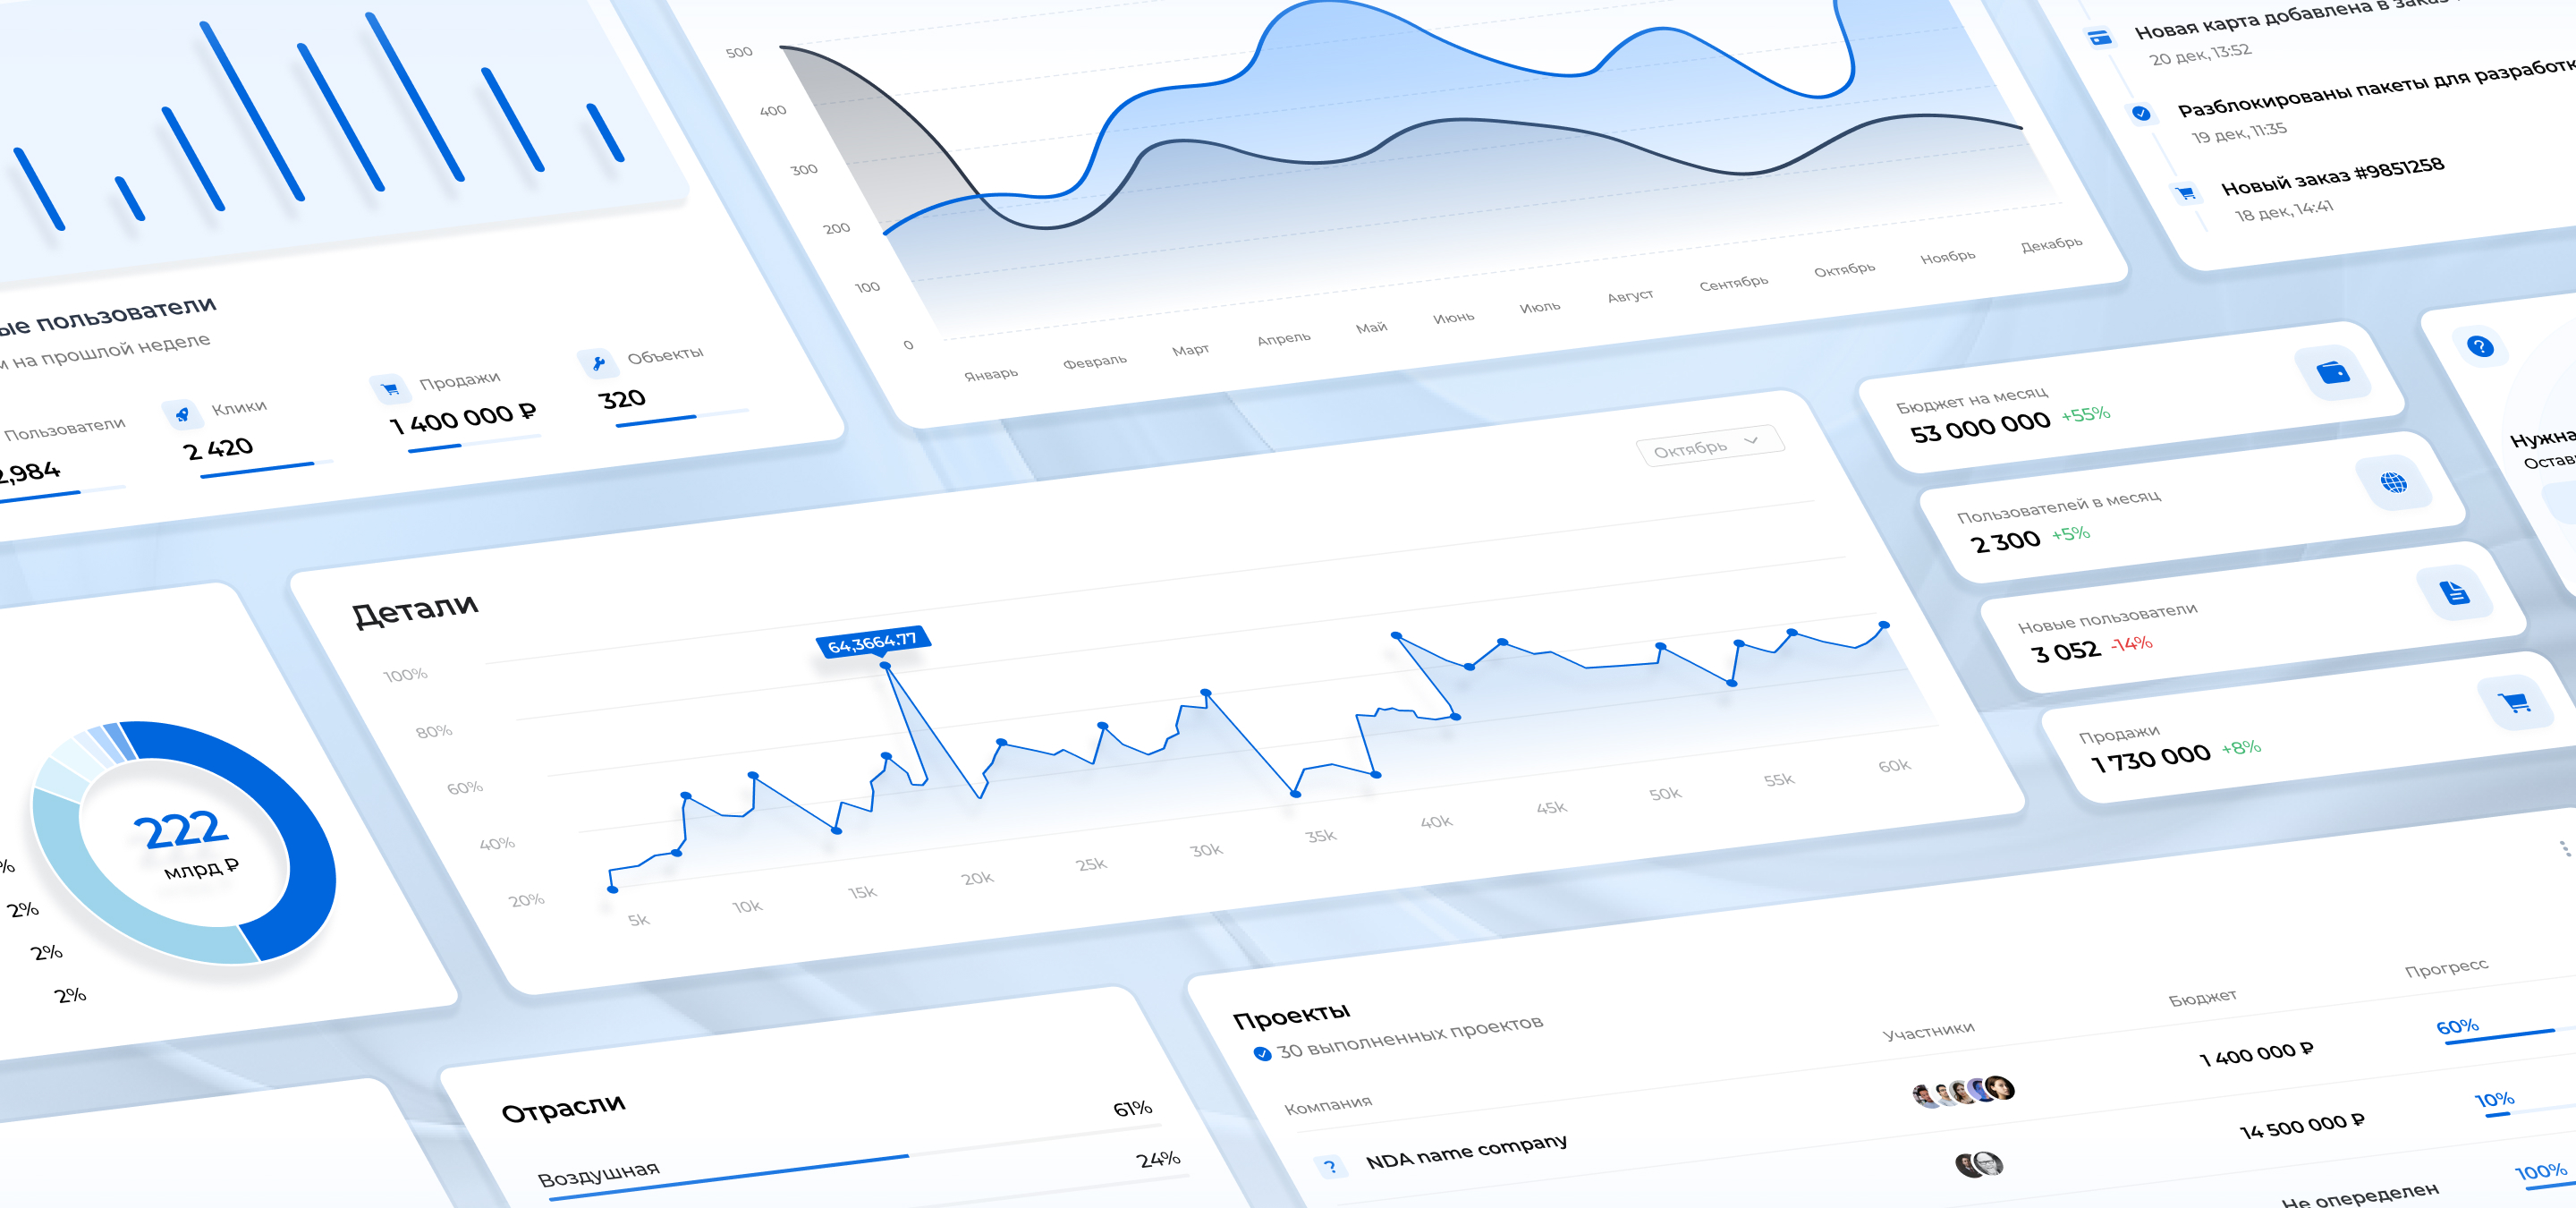 ые пользователи
м на прошлой неделе
Пользователи
2,984
Клики
2 420
Продажи
1 400 000 ₽
Объекты
320
500
400
300
200
100
0
Январь
Февраль
Март
Апрель
Май
Июнь
Июль
Август
Сентябрь
Октябрь
Ноябрь
Декабрь
Новая карта добавлена в заказ
20 дек, 13:52
Разблокированы пакеты для разработк
19 дек, 11:35
Новый заказ #9851258
18 дек, 14:41
222
млрд ₽
%
2%
2%
2%
Детали
Октябрь
64,3664.77
100%
80%
60%
40%
20%
5k
10k
15k
20k
25k
30k
35k
40k
45k
50k
55k
60k
Бюджет на месяц
53 000 000 +55%
Пользователей в месяц
2 300 +5%
Новые пользователи
3 052 -14%
Продажи
1 730 000 +8%
?
Нужна
Остав
Отрасли
Воздушная
61%
24%
Проекты
30 выполненных проектов
Компания
Участники
Бюджет
Прогресс
? NDA name company
1 400 000 ₽
60%
14 500 000 ₽
10%
Не опеределен
100%